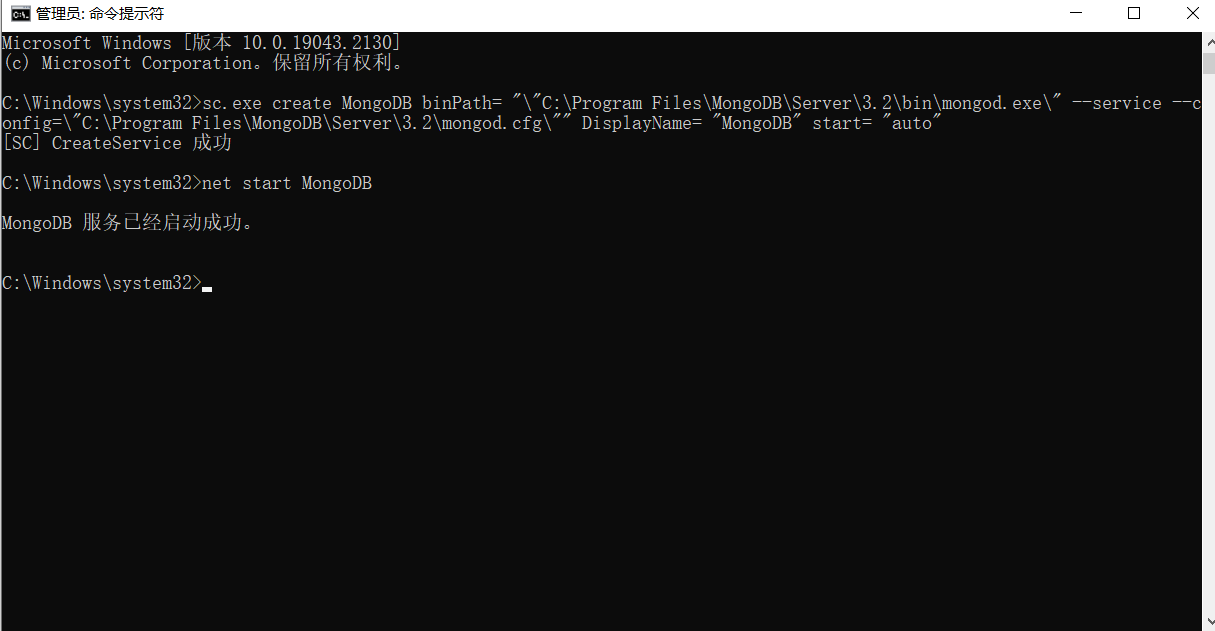 管理员: 命令提示符
Microsoft Windows [版本 10.0.19043.2130]
(c) Microsoft Corporation。保留所有权利。
C:\Windows\system32>sc.exe create MongoDB binPath= "\"C:\Program Files\MongoDB\Server\3.2\bin\mongod.exe\" --service --c
onfig=\"C:\Program Files\MongoDB\Server\3.2\mongod.cfg\"" DisplayName= "MongoDB" start= "auto"
[SC] CreateService 成功
C:\Windows\system32>net start MongoDB
MongoDB 服务已经启动成功。
C:\Windows\system32>